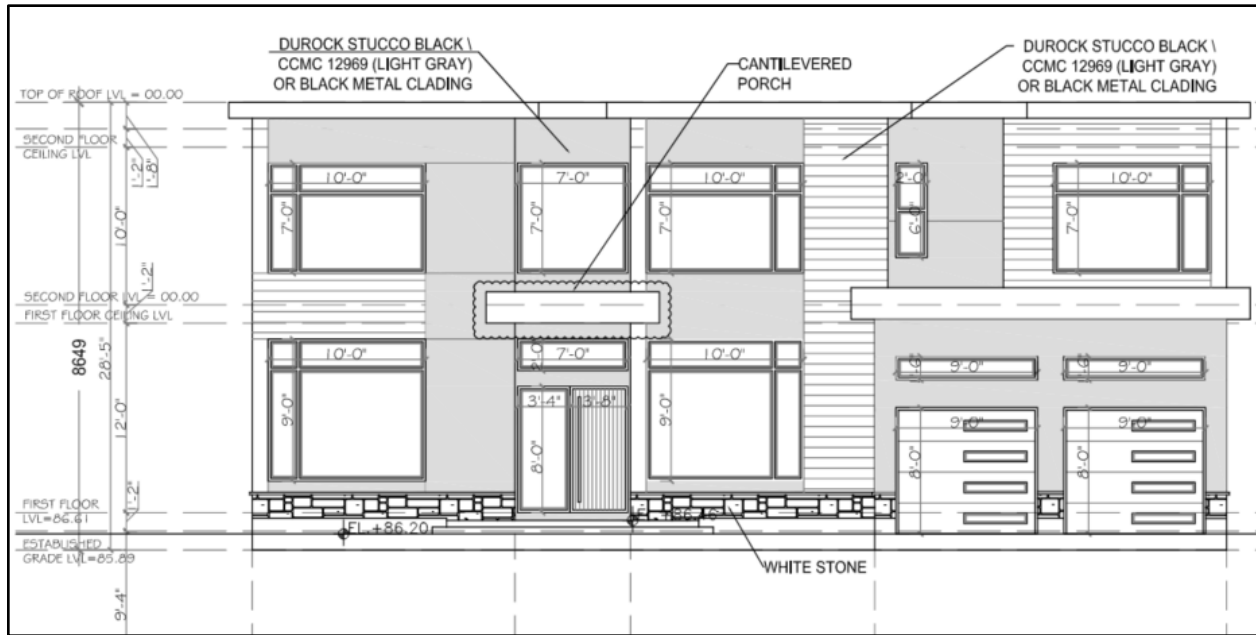 DUROCK STUCCO BLACK \
CCMC 12969 (LIGHT GRAY)
OR BLACK METAL CLADING
CANTILEVERED
PORCH
DUROCK STUCCO BLACK \
CCMC 12969 (LIGHT GRAY)
OR BLACK METAL CLADING
TOP OF ROOF LVL = 00.00
SECOND FLOOR
CEILING LVL
1'-2"
1'-8"
10'-0"
7'-0"
10'-0"
2'-0"
10'-0"
7'-0"
7'-0"
7'-0"
6'-0"
7'-0"
10'-0"
1'-2"
SECOND FLOOR LVL = 00.00
FIRST FLOOR CEILING LVL
8649
28'-5"
10'-0"
7'-0"
10'-0"
2'-0"
1'-6"
9'-0"
1'-6"
9'-0"
3'-4"
3'-8"
9'-0"
9'-0"
12'-0"
8'-0"
9'-0"
9'-0"
8'-0"
8'-0"
1'-2"
FIRST FLOOR
LVL=86.61
FL.+86.20
ESTABLISHED
GRADE LVL=85.89
WHITE STONE
9'-4"